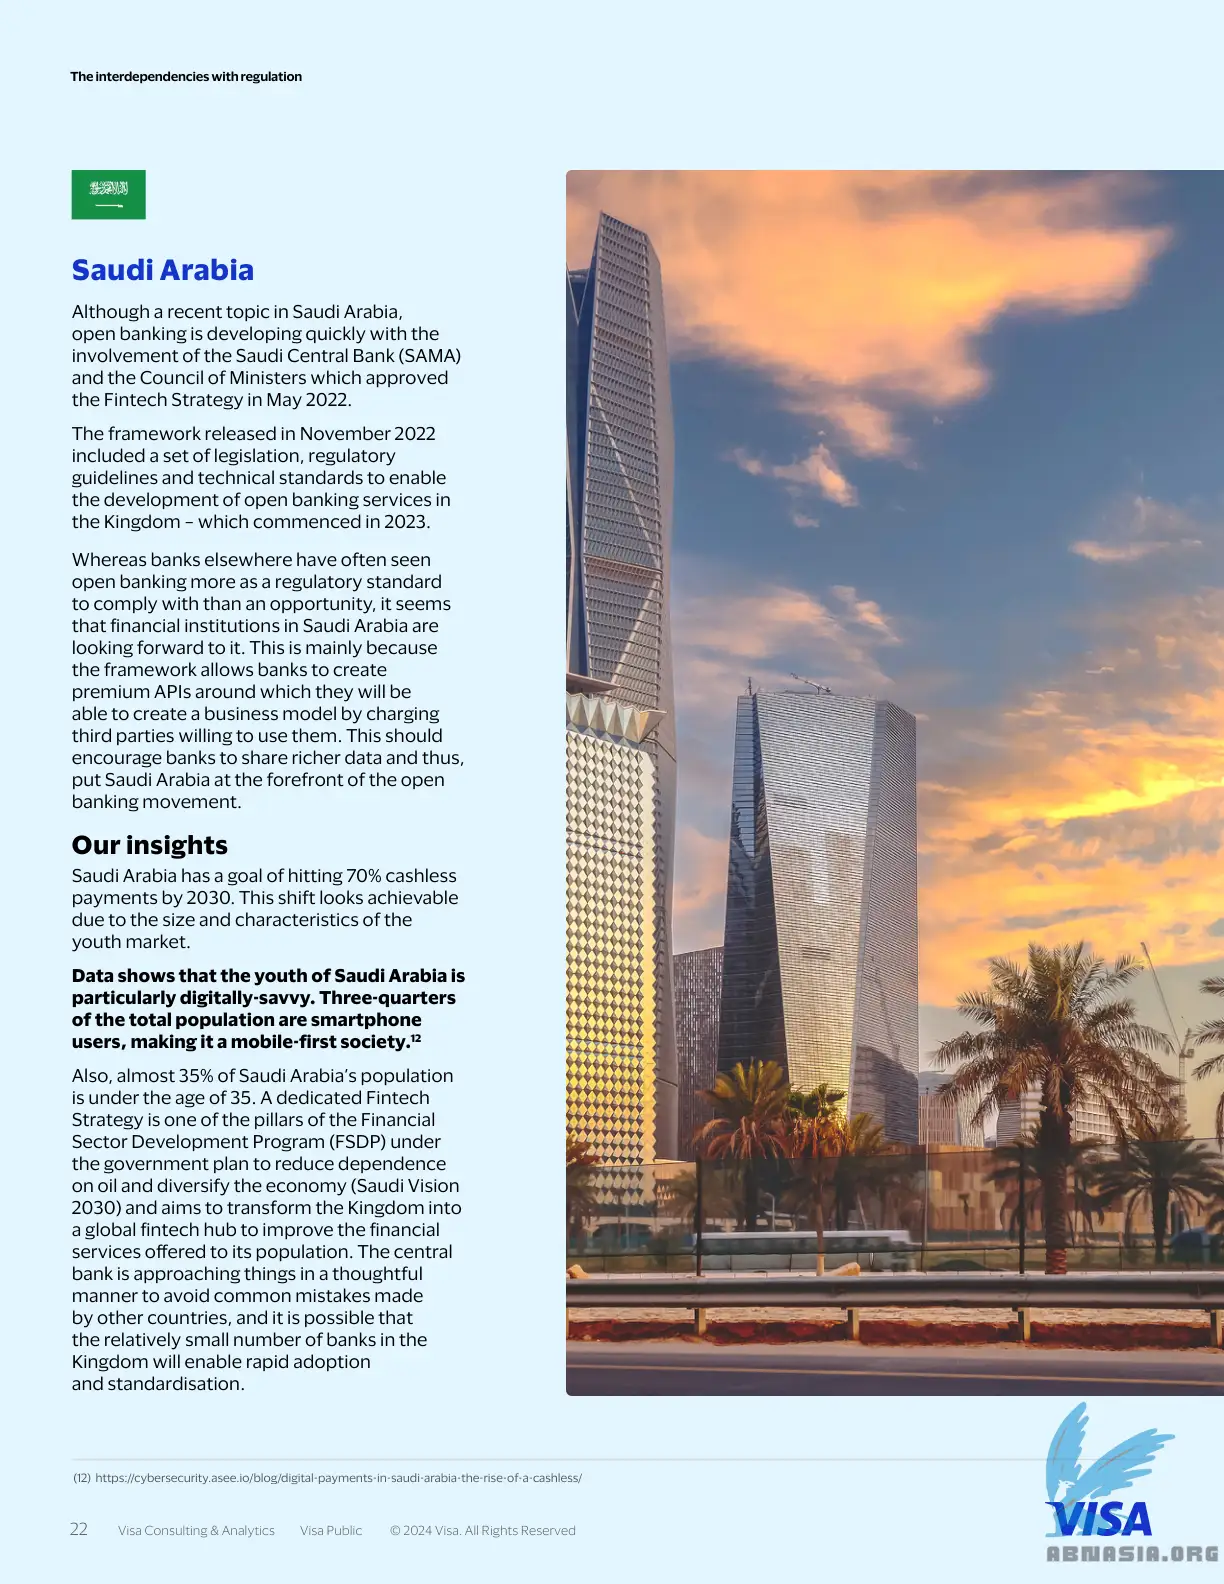 The interdependencies with regulation
Saudi Arabia
Although a recent topic in Saudi Arabia,
open banking is developing quickly with the
involvement of the Saudi Central Bank (SAMA)
and the Council of Ministers which approved
the Fintech Strategy in May 2022.
The framework released in November 2022
included a set of legislation, regulatory
guidelines and technical standards to enable
the development of open banking services in
the Kingdom – which commenced in 2023.
Whereas banks elsewhere have often seen
open banking more as a regulatory standard
to comply with than an opportunity, it seems
that financial institutions in Saudi Arabia are
looking forward to it. This is mainly because
the framework allows banks to create
premium APIs around which they will be
able to create a business model by charging
third parties willing to use them. This should
encourage banks to share richer data and thus,
put Saudi Arabia at the forefront of the open
banking movement.
Our insights
Saudi Arabia has a goal of hitting 70% cashless
payments by 2030. This shift looks achievable
due to the size and characteristics of the
youth market.
Data shows that the youth of Saudi Arabia is
particularly digitally-savvy. Three-quarters
of the total population are smartphone
users, making it a mobile-first society.¹²
Also, almost 35% of Saudi Arabia's population
is under the age of 35. A dedicated Fintech
Strategy is one of the pillars of the Financial
Sector Development Program (FSDP) under
the government plan to reduce dependence
on oil and diversify the economy (Saudi Vision
2030) and aims to transform the Kingdom into
a global fintech hub to improve the financial
services offered to its population. The central
bank is approaching things in a thoughtful
manner to avoid common mistakes made
by other countries, and it is possible that
the relatively small number of banks in the
Kingdom will enable rapid adoption
and standardisation.
(12) https://cybersecurity.asee.io/blog/digital-payments-in-saudi-arabia-the-rise-of-a-cashless/
22 Visa Consulting & Analytics Visa Public © 2024 Visa. All Rights Reserved
VISA
ABNASIA.ORG